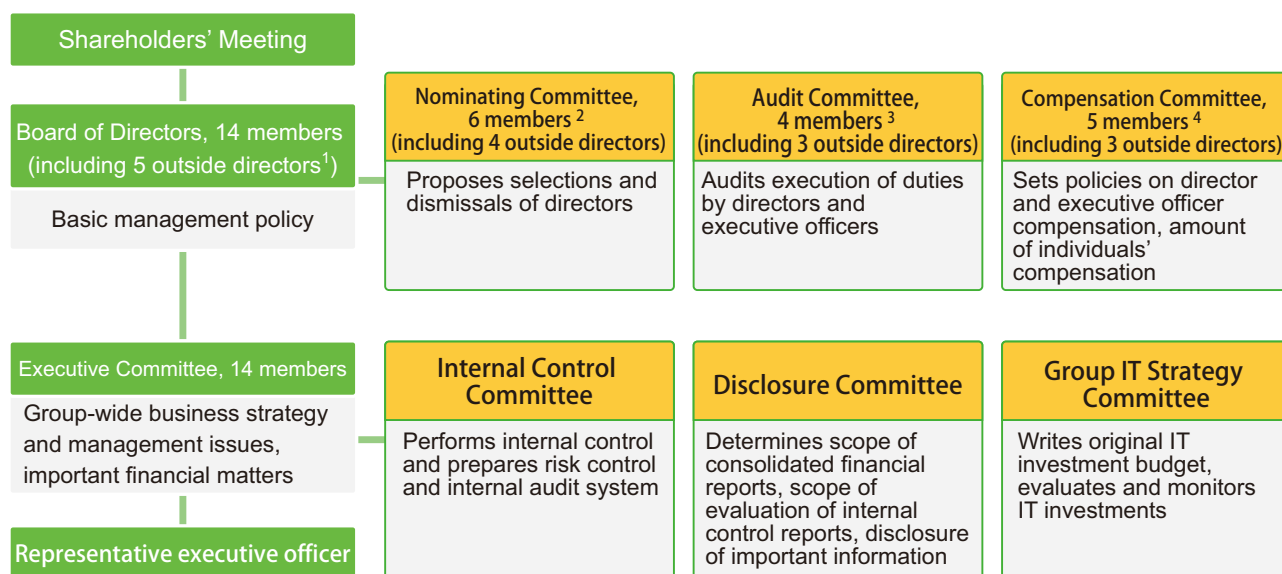 Shareholders' Meeting
Board of Directors, 14 members
(including 5 outside directors¹)
Basic management policy
Nominating Committee,
6 members ²
(including 4 outside directors)
Proposes selections and
dismissals of directors
Audit Committee,
4 members ³
(including 3 outside directors)
Audits execution of duties
by directors and
executive officers
Compensation Committee,
5 members ⁴
(including 3 outside directors)
Sets policies on director
and executive officer
compensation, amount
of individuals'
compensation
Executive Committee, 14 members
Group-wide business strategy
and management issues,
important financial matters
Internal Control
Committee
Performs internal control
and prepares risk control
and internal audit system
Disclosure Committee
Determines scope of
consolidated financial
reports, scope of
evaluation of internal
control reports, disclosure
of important information
Group IT Strategy
Committee
Writes original IT
investment budget,
evaluates and monitors
IT investments
Representative executive officer